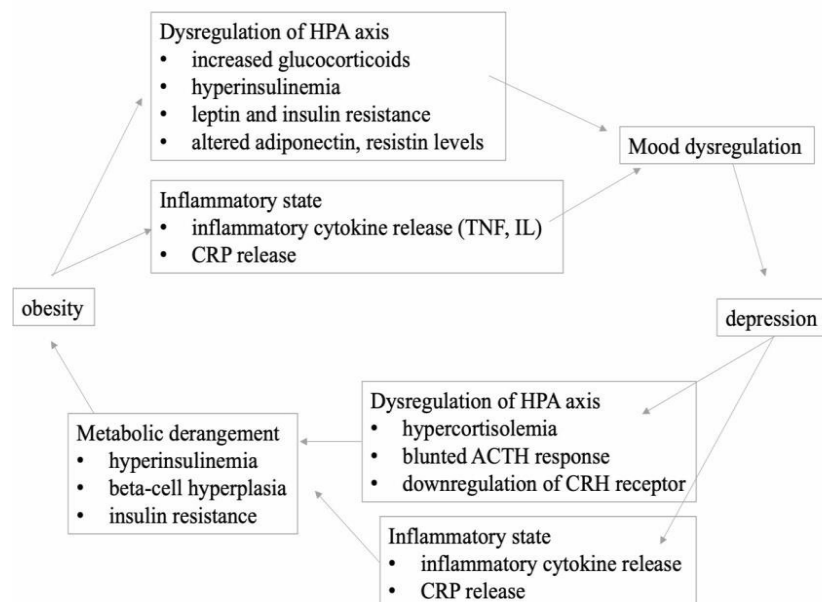 Dysregulation of HPA axis
• increased glucocorticoids
• hyperinsulinemia
• leptin and insulin resistance
• altered adiponectin, resistin levels
Mood dysregulation
Inflammatory state
• inflammatory cytokine release (TNF, IL)
• CRP release
obesity
depression
Dysregulation of HPA axis
• hypercortisolemia
• blunted ACTH response
• downregulation of CRH receptor
Metabolic derangement
• hyperinsulinemia
• beta-cell hyperplasia
• insulin resistance
Inflammatory state
• inflammatory cytokine release
• CRP release